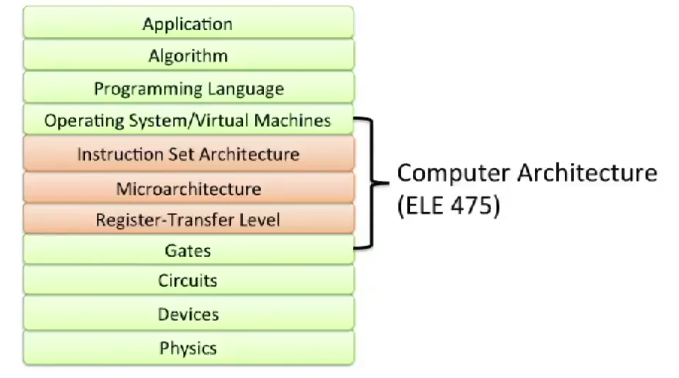 Application
Algorithm
Programming Language
Operating System/Virtual Machines
Instruction Set Architecture
Microarchitecture
Register-Transfer Level
Gates
Circuits
Devices
Physics
Computer Architecture
(ELE 475)